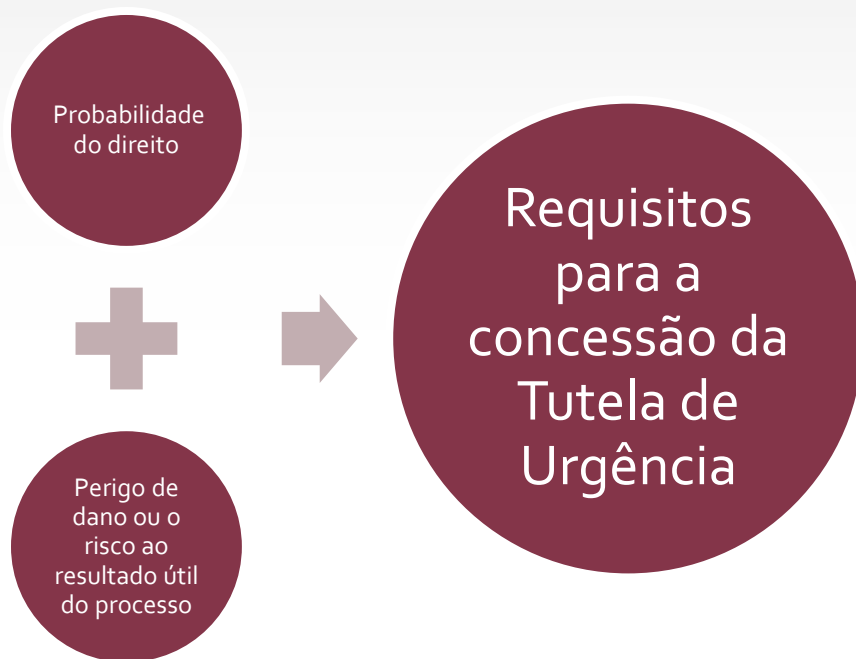 Probabilidade
do direito
Perigo de
dano ou o
risco ao
resultado útil
do processo
Requisitos
para a
concessão da
Tutela de
Urgência